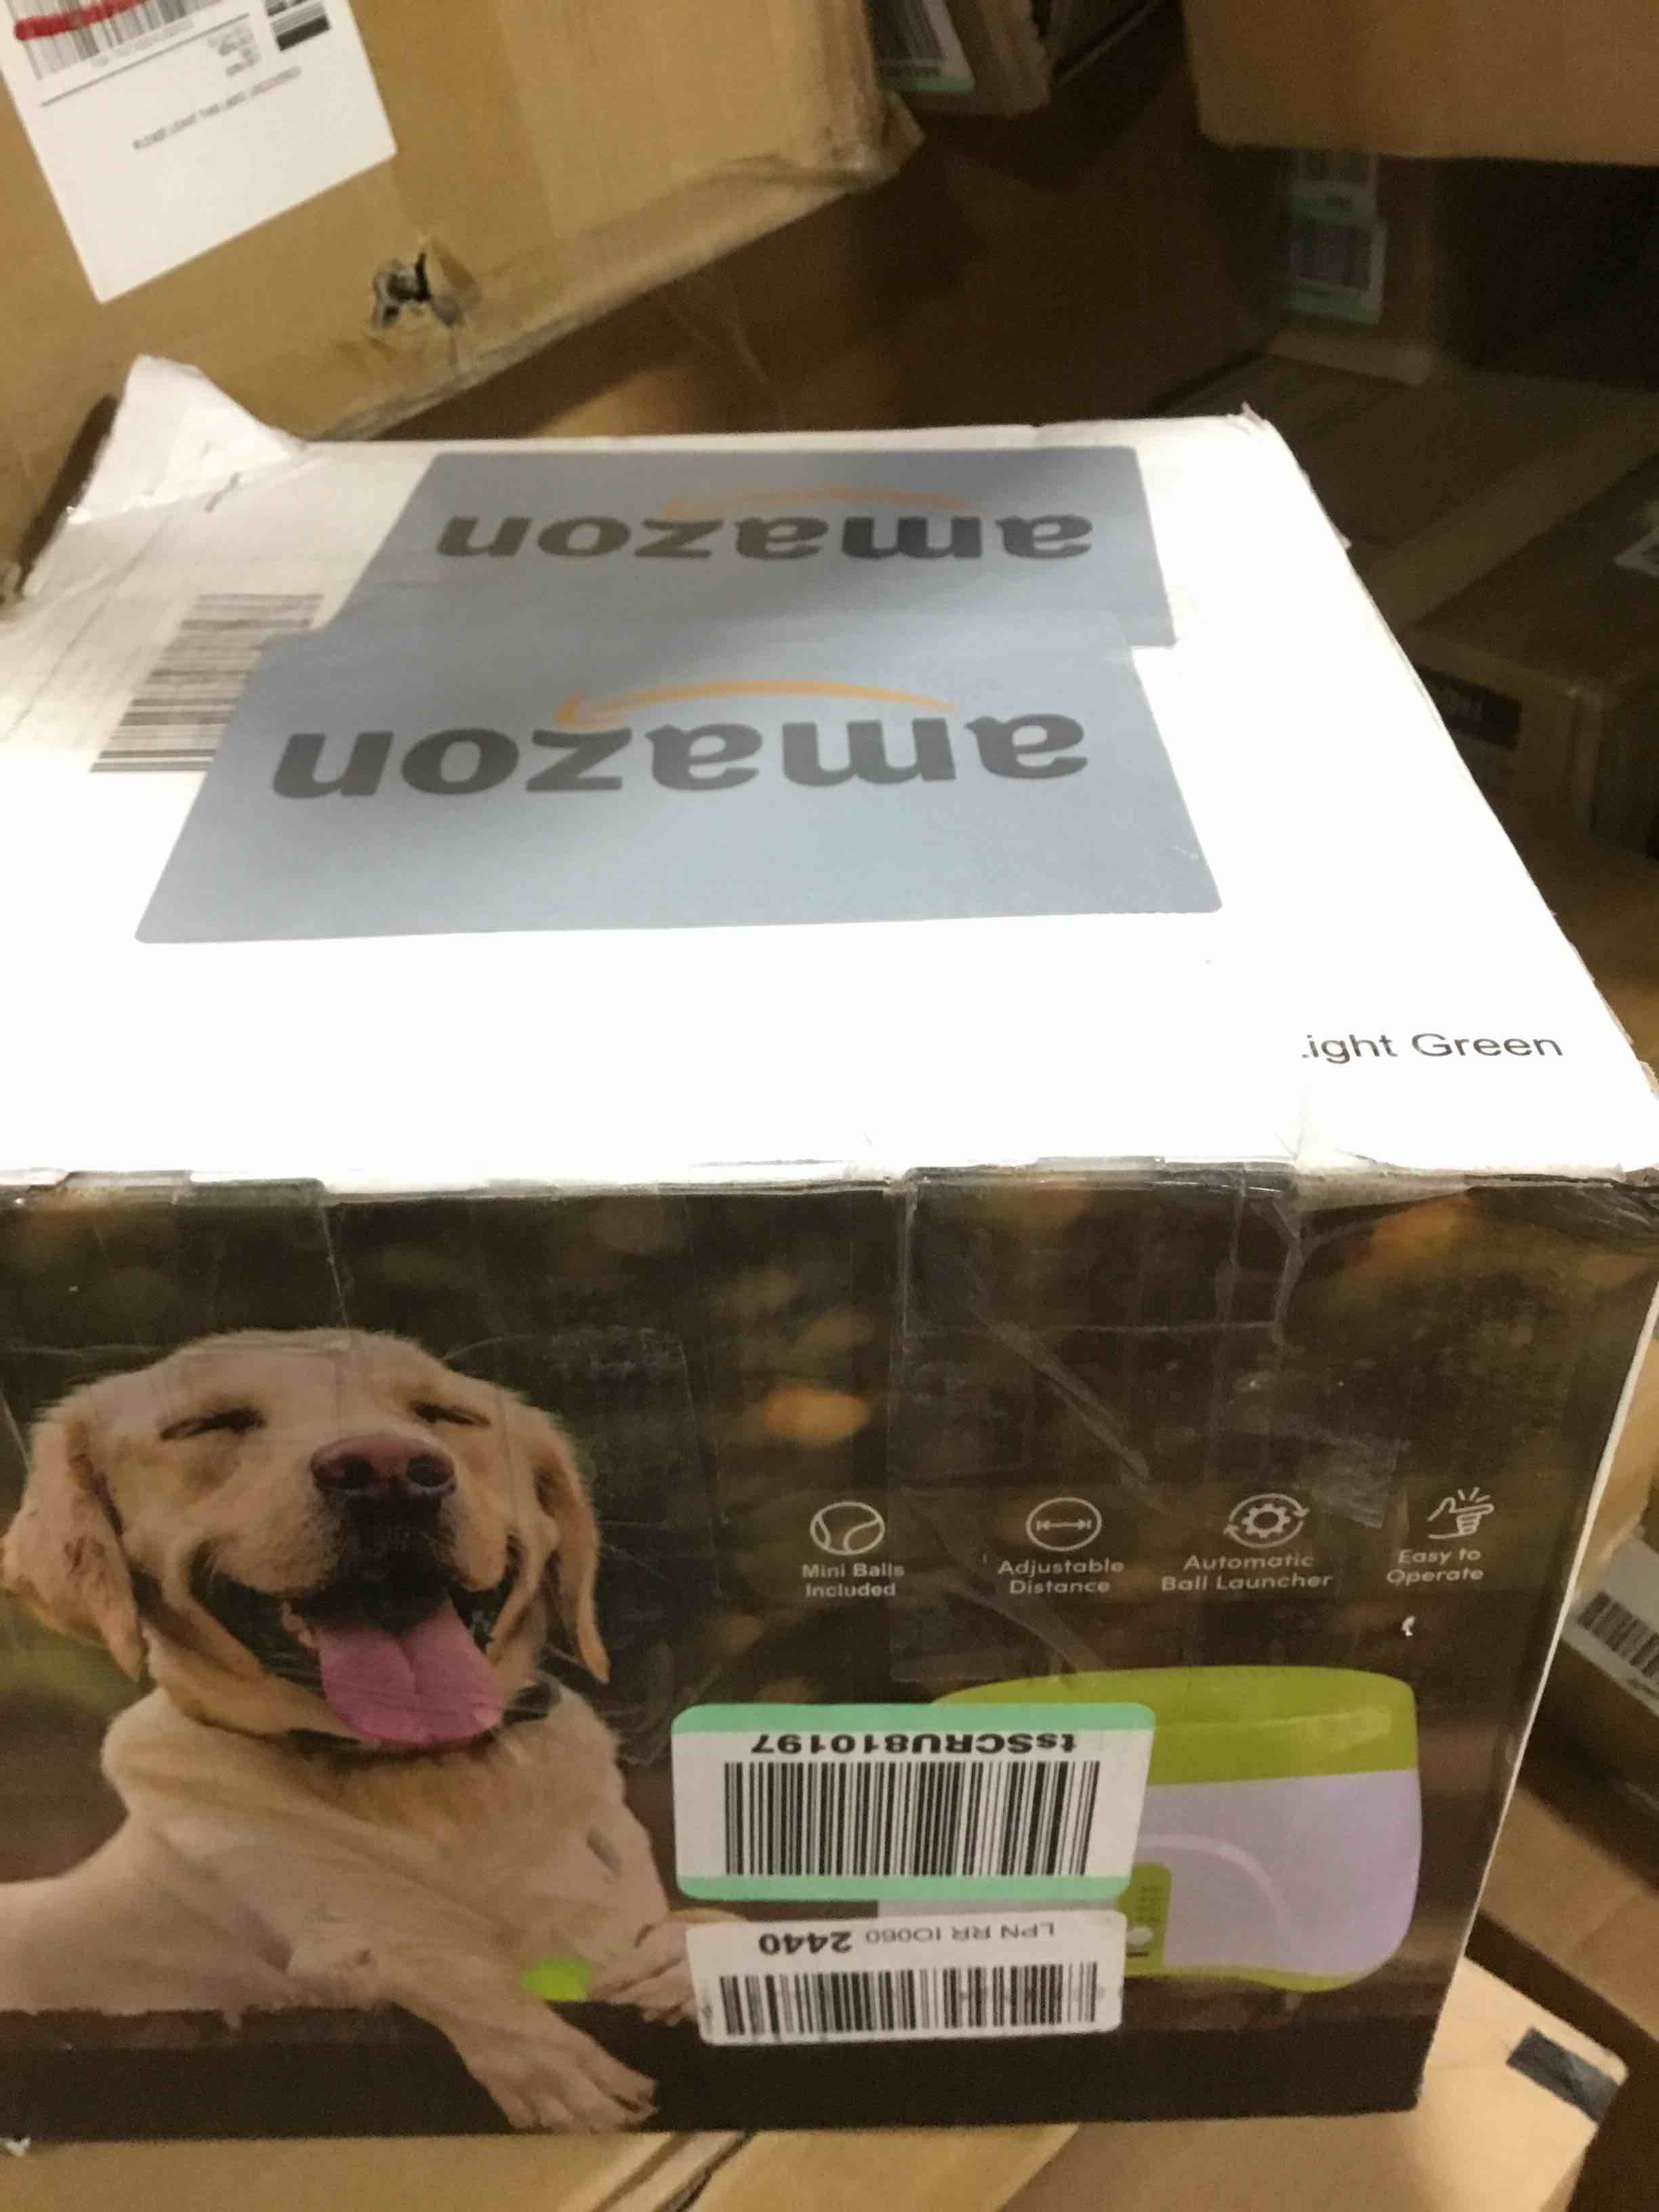 amazon
amazon
.ight Green
Mini Balls
Included
Adjustable
Distance
Automatic
Ball Launcher
Easy to
Operate
tsSCRU810197
LPN RR 10060 2440